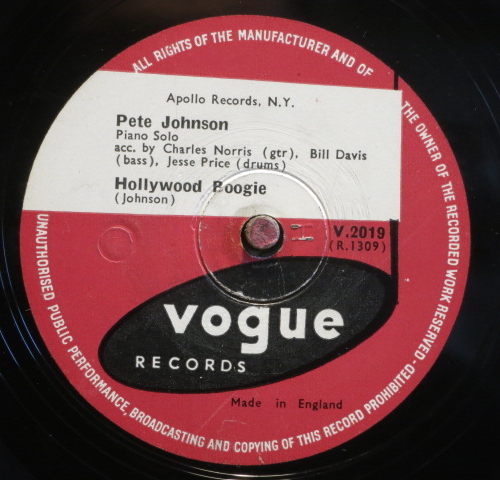 ALL RIGHTS OF THE MANUFACTURER AND OF THE OWNER OF THE RECORDED WORK RESERVED - UNAUTHORISED PUBLIC PERFORMANCE, BROADCASTING AND COPYING OF THIS RECORD PROHIBITED
Apollo Records, N.Y.
Pete Johnson
Piano Solo
acc. by Charles Norris (gtr), Bill Davis
(bass), Jesse Price (drums)
Hollywood Boogie
(Johnson)
V.2019
(R.1309)
vogue
RECORDS
Made in England